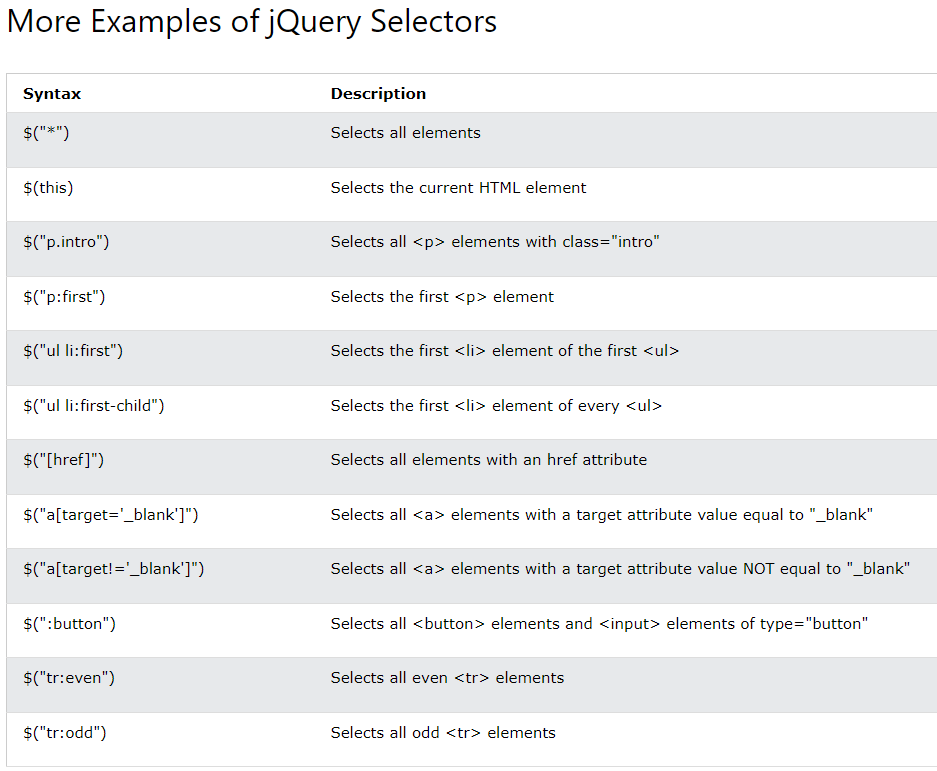 More Examples of jQuery Selectors
Syntax Description
$("*") Selects all elements
$(this) Selects the current HTML element
$("p.intro") Selects all <p> elements with class="intro"
$("p:first") Selects the first <p> element
$("ul li:first") Selects the first <li> element of the first <ul>
$("ul li:first-child") Selects the first <li> element of every <ul>
$("[href]") Selects all elements with an href attribute
$("a[target='_blank']") Selects all <a> elements with a target attribute value equal to "_blank"
$("a[target!='_blank']") Selects all <a> elements with a target attribute value NOT equal to "_blank"
$(":button") Selects all <button> elements and <input> elements of type="button"
$("tr:even") Selects all even <tr> elements
$("tr:odd") Selects all odd <tr> elements